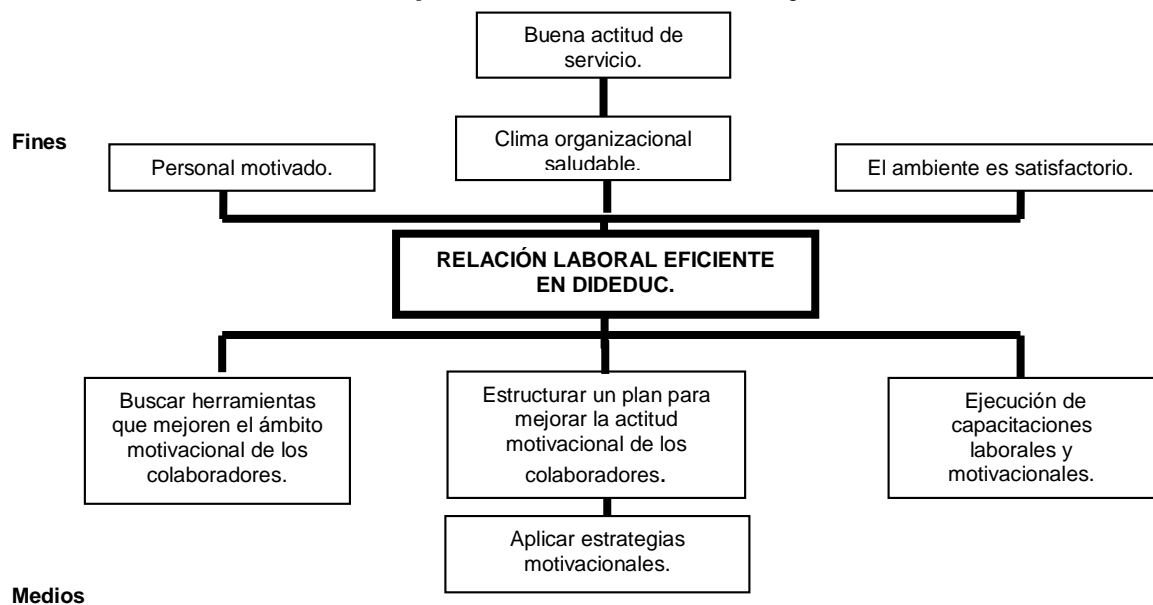 Buena actitud de
servicio.
Fines
Clima organizacional
saludable.
Personal motivado.
El ambiente es satisfactorio.
RELACIÓN LABORAL EFICIENTE
EN DIDEDUC.
Buscar herramientas
que mejoren el ámbito
motivacional de los
colaboradores.
Estructurar un plan para
mejorar la actitud
motivacional de los
colaboradores.
Ejecución de
capacitaciones
laborales y
motivacionales.
Aplicar estrategias
motivacionales.
Medios